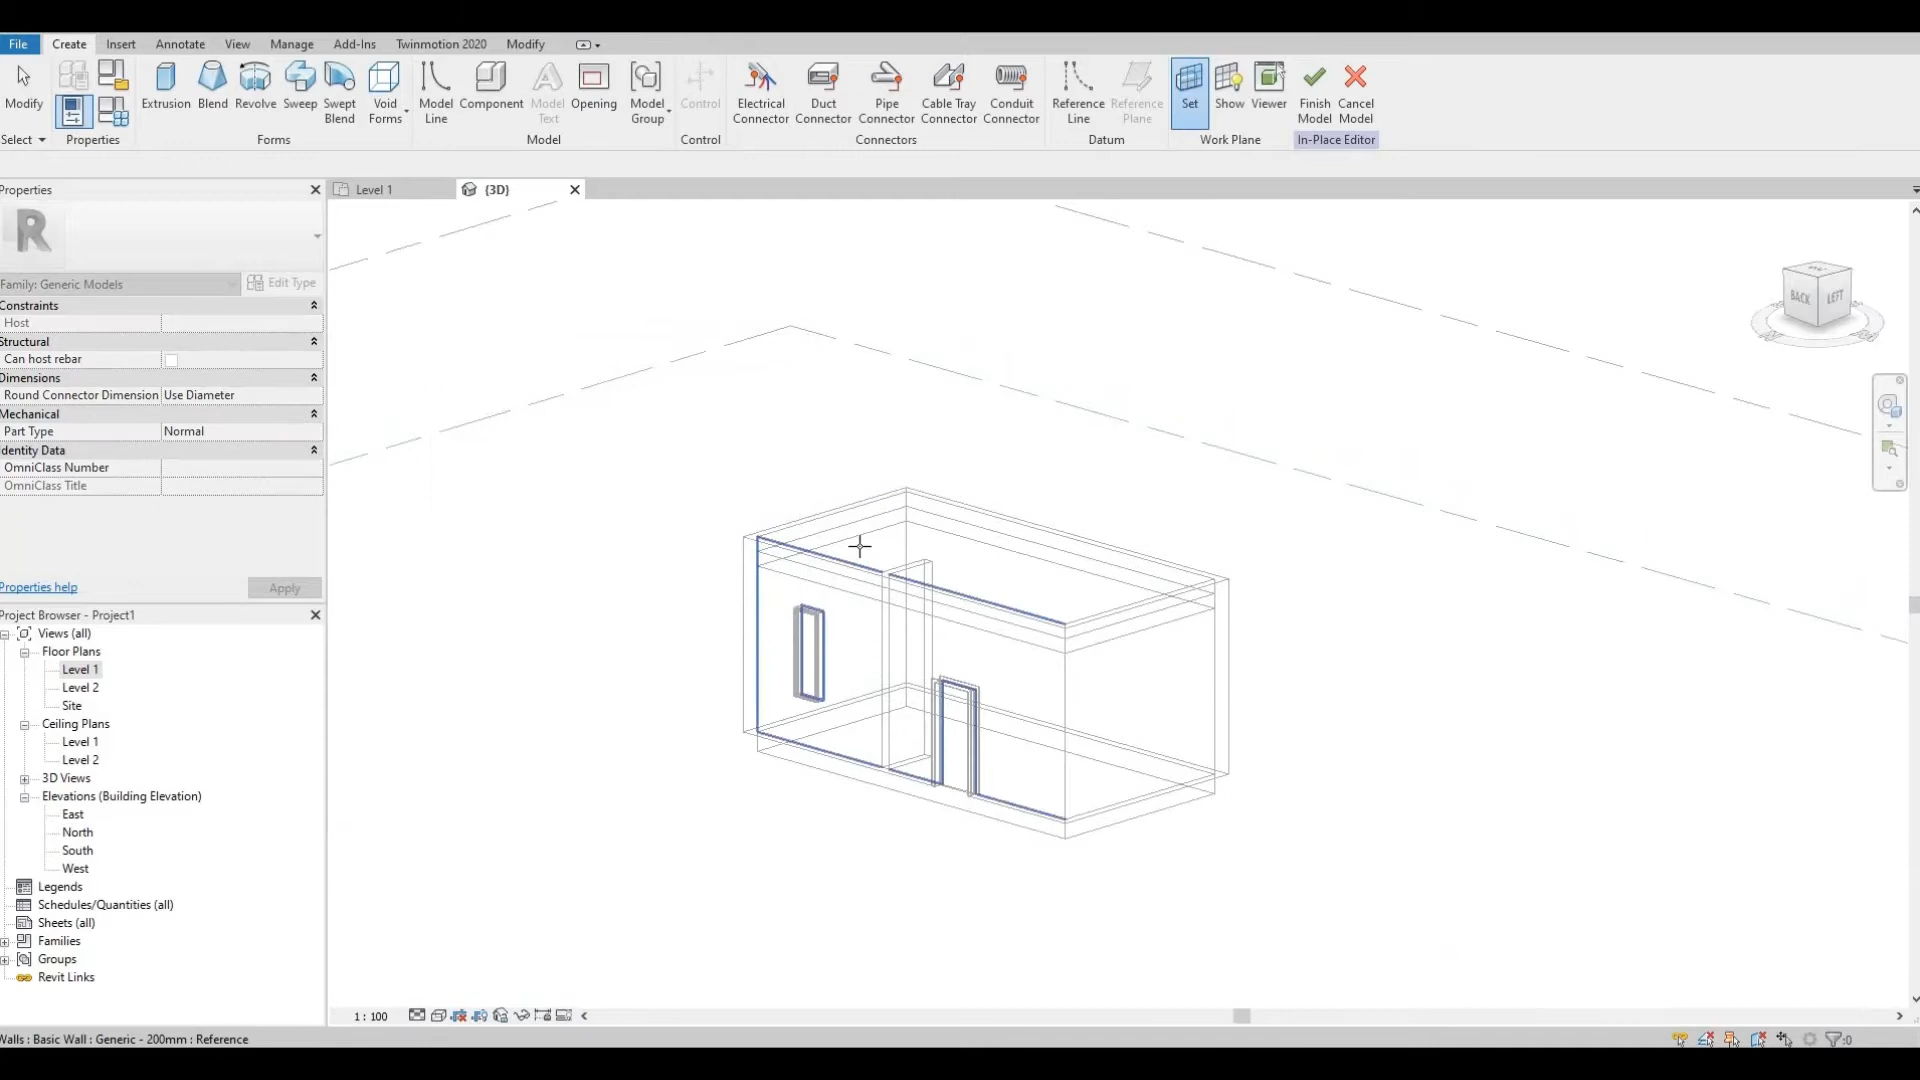 File Create Insert Annotate View Manage Add-Ins Twinmotion 2020 Modify
Modify
Extrusion Blend Revolve Sweep Swept Blend Void Forms
Model Line Component Model Text Opening Model Group
Control
Electrical Connector Duct Connector Pipe Connector Cable Tray Connector Conduit Connector
Reference Line Reference Plane
Set Show Viewer
Finish Model Cancel Model
Select Properties Forms Model Control Connectors Datum Work Plane In-Place Editor
Properties
Level 1 {3D}
R
Family: Generic Models Edit Type
Constraints
Host
Structural
Can host rebar
Dimensions
Round Connector Dimension Use Diameter
Mechanical
Part Type Normal
Identity Data
OmniClass Number
OmniClass Title
Properties help Apply
Project Browser - Project1
Views (all)
Floor Plans
Level 1
Level 2
Site
Ceiling Plans
Level 1
Level 2
3D Views
Elevations (Building Elevation)
East
North
South
West
Legends
Schedules/Quantities (all)
Sheets (all)
Families
Groups
Revit Links
BACK LEFT
1 : 100
Walls : Basic Wall : Generic - 200mm : Reference
:0